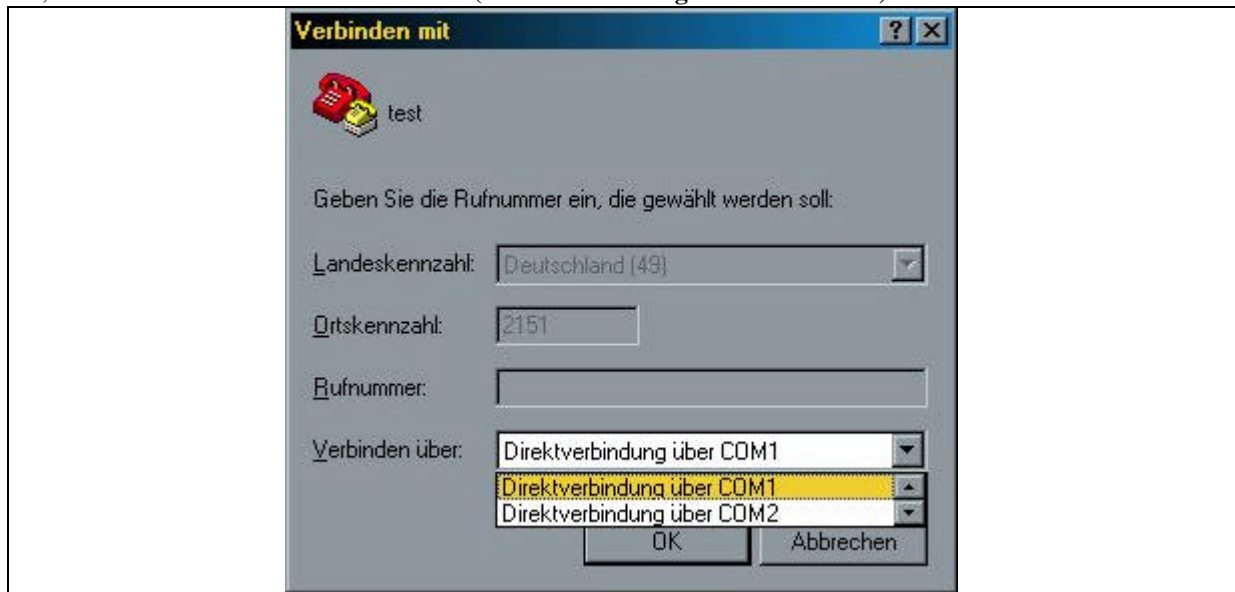 Verbinden mit
test
Geben Sie die Rufnummer ein, die gewählt werden soll:
Landeskennzahl: Deutschland (49)
Ortskennzahl: 2151
Rufnummer:
Verbinden über: Direktverbindung über COM1
Direktverbindung über COM1
Direktverbindung über COM2
OK Abbrechen